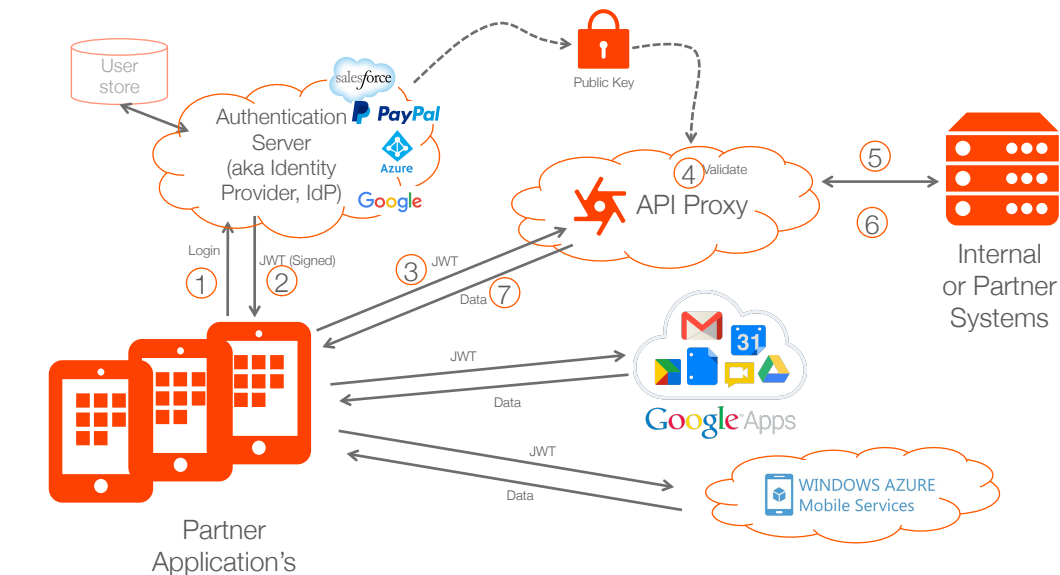 User
store
salesforce
PayPal
Authentication
Server
(aka Identity
Provider, IdP)
Azure
Google
Public Key
4
Validate
API Proxy
5
6
Internal
or Partner
Systems
Login
1
JWT (Signed)
2
3
JWT
Data
7
31
JWT
Data
Google Apps
JWT
Data
WINDOWS AZURE
Mobile Services
Partner
Application's